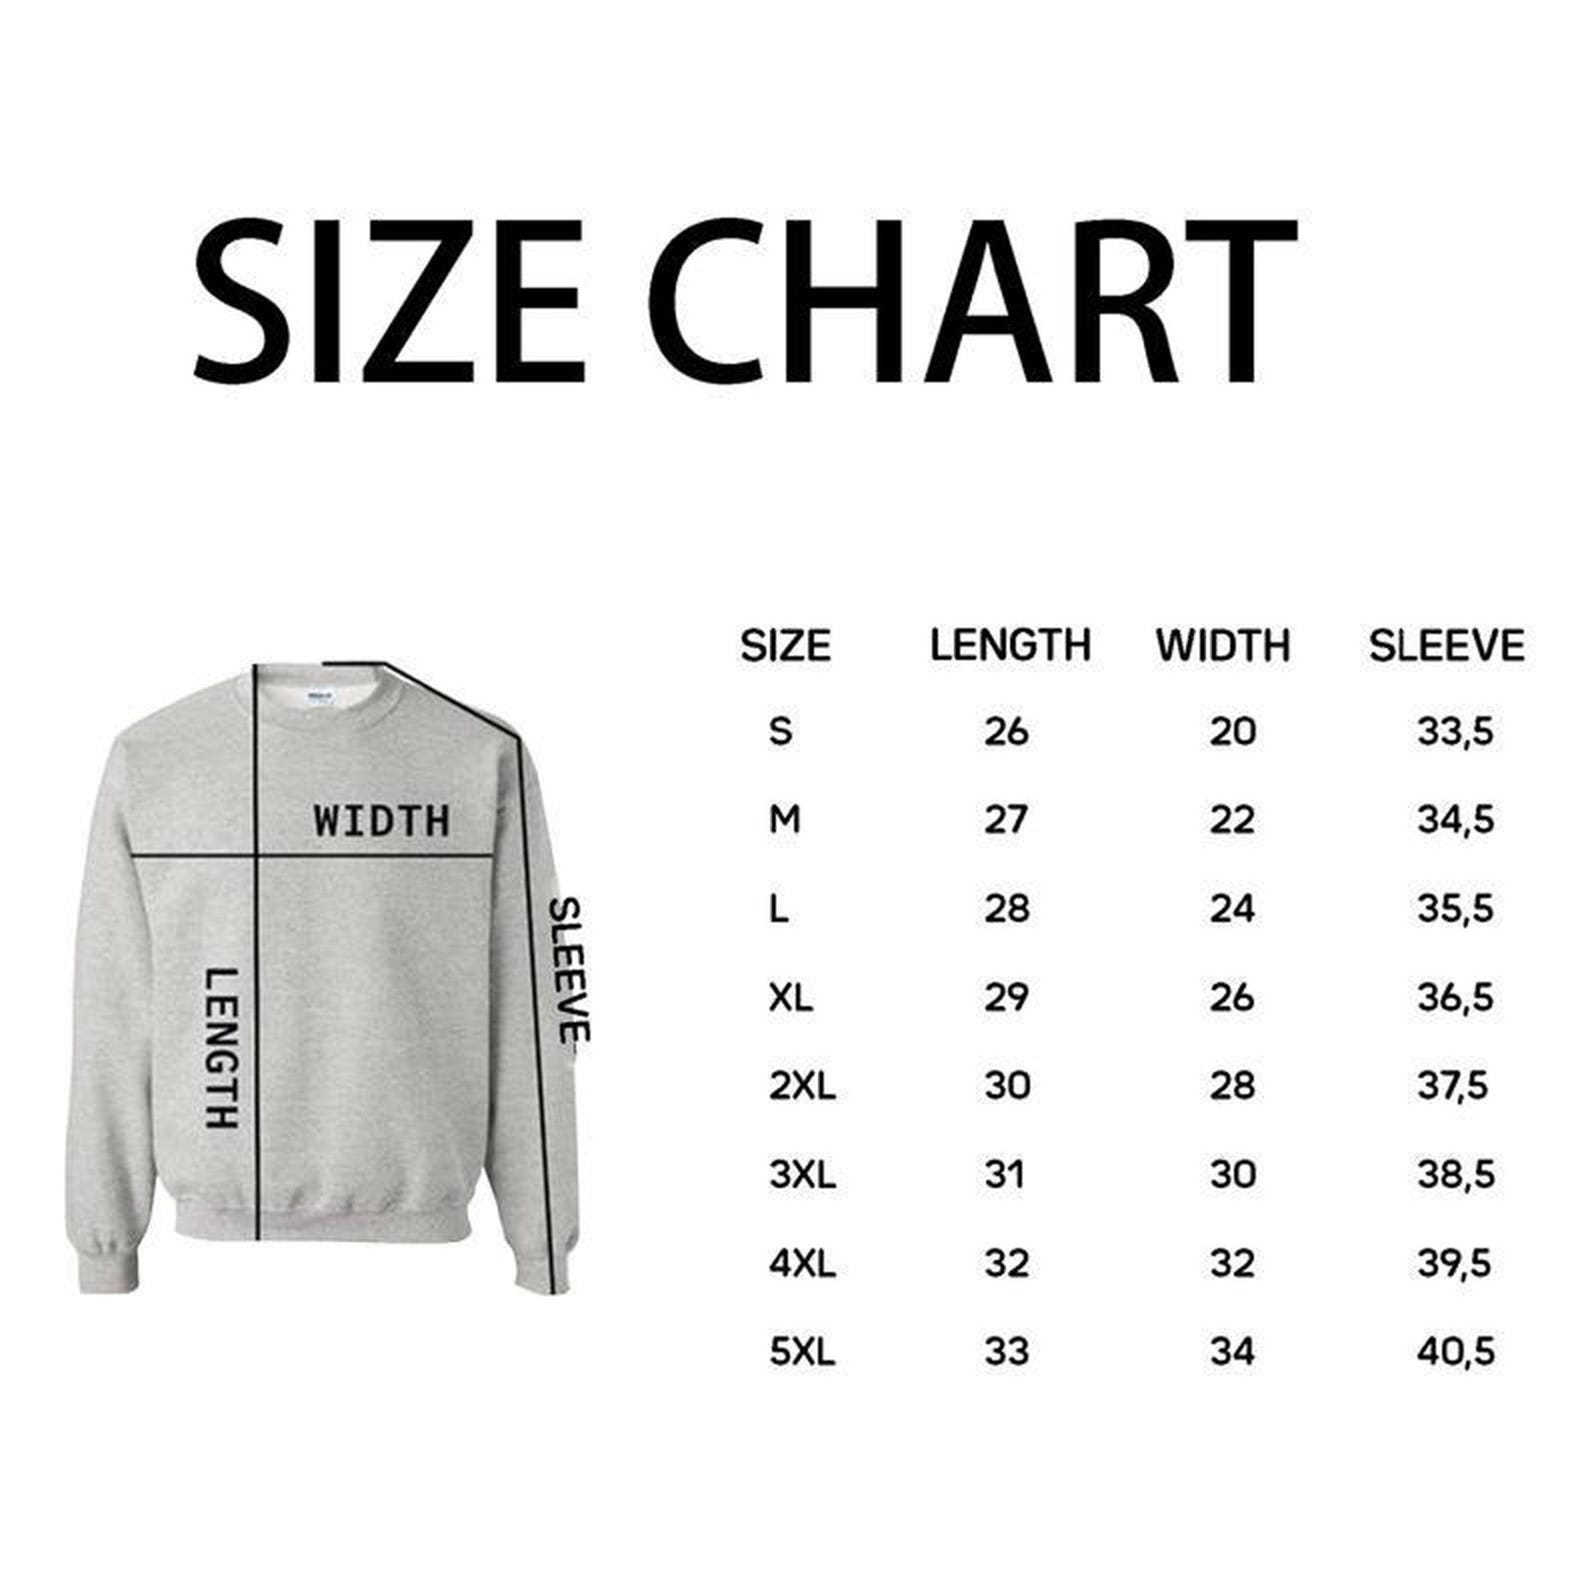 SIZE CHART
SIZE LENGTH WIDTH SLEEVE
S 26 20 33,5
M 27 22 34,5
L 28 24 35,5
XL 29 26 36,5
2XL 30 28 37,5
3XL 31 30 38,5
4XL 32 32 39,5
5XL 33 34 40,5
WIDTH
LENGTH
SLEEVE